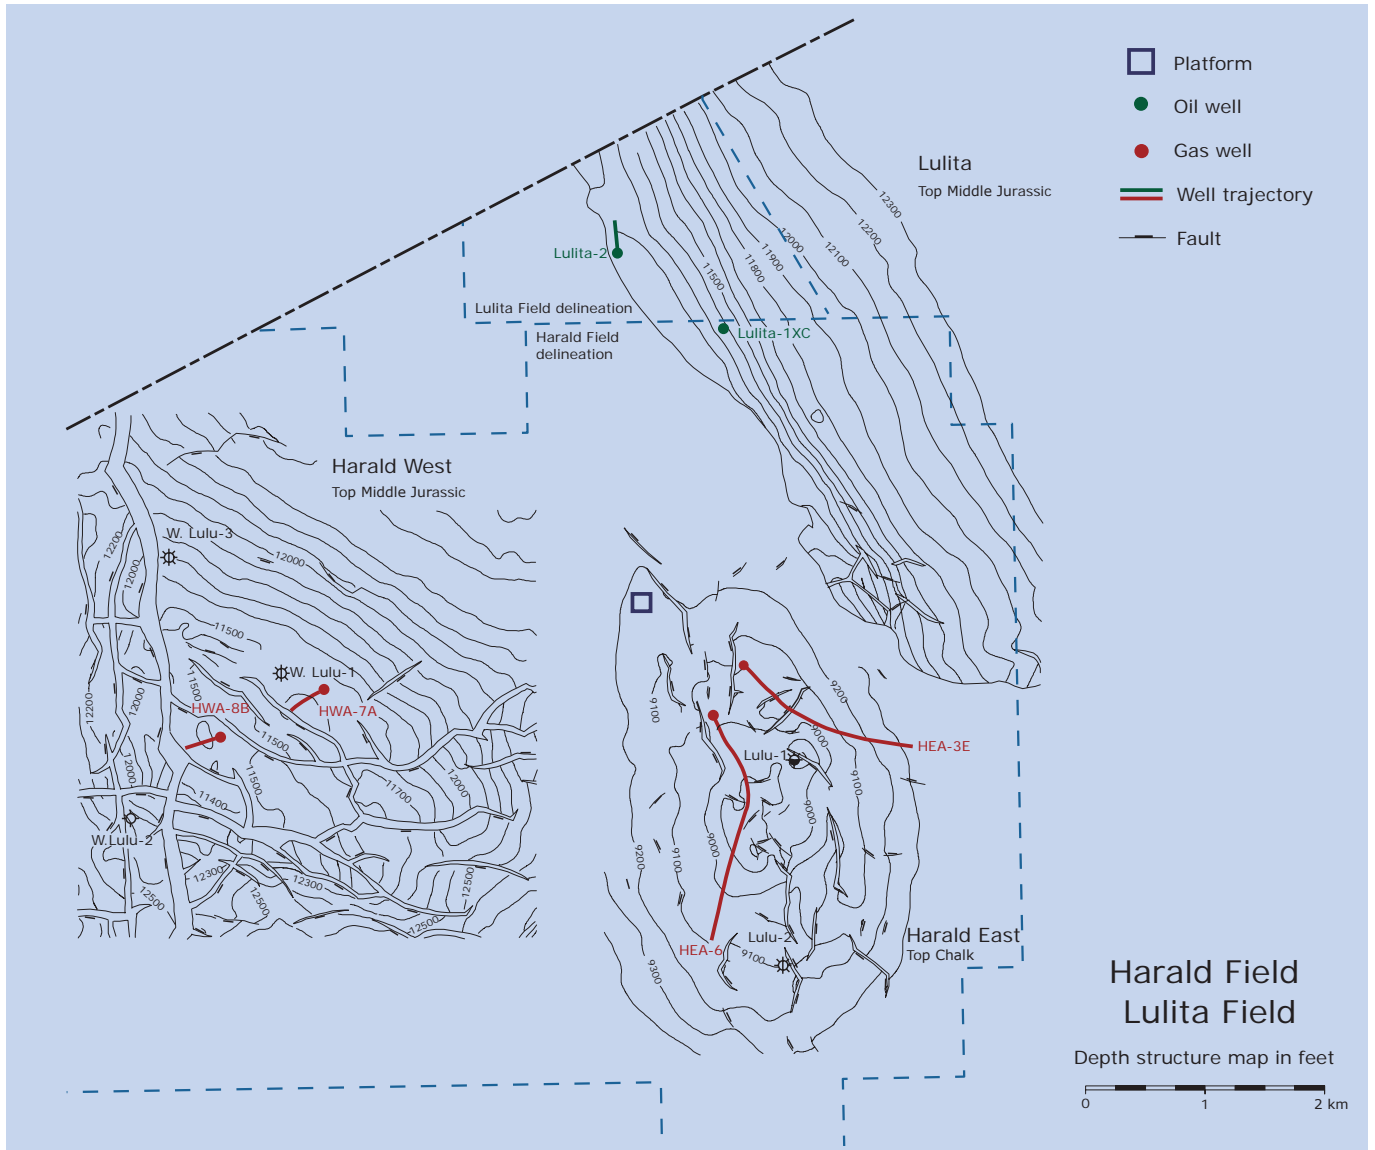 Platform
Oil well
Gas well
Well trajectory
Fault
Lulita
Top Middle Jurassic
12300
12200
12100
12000
11900
11800
11500
Lulita-2
Lulita Field delineation
Lulita-1XC
Harald Field
delineation
Harald West
Top Middle Jurassic
W. Lulu-3
12200
12000
12000
11500
W. Lulu-1
11500
HWA-8B
HWA-7A
12200
12000
11500
12000
11500
11400
11700
12000
W.Lulu-2
12300
12300
12500
12500
12500
12500
9200
9100
9000
HEA-3E
Lulu-1
9100
9000
9000
9200
9100
Lulu-2
HEA-6
9100
9300
Harald East
Top Chalk
Harald Field
Lulita Field
Depth structure map in feet
0 1 2 km